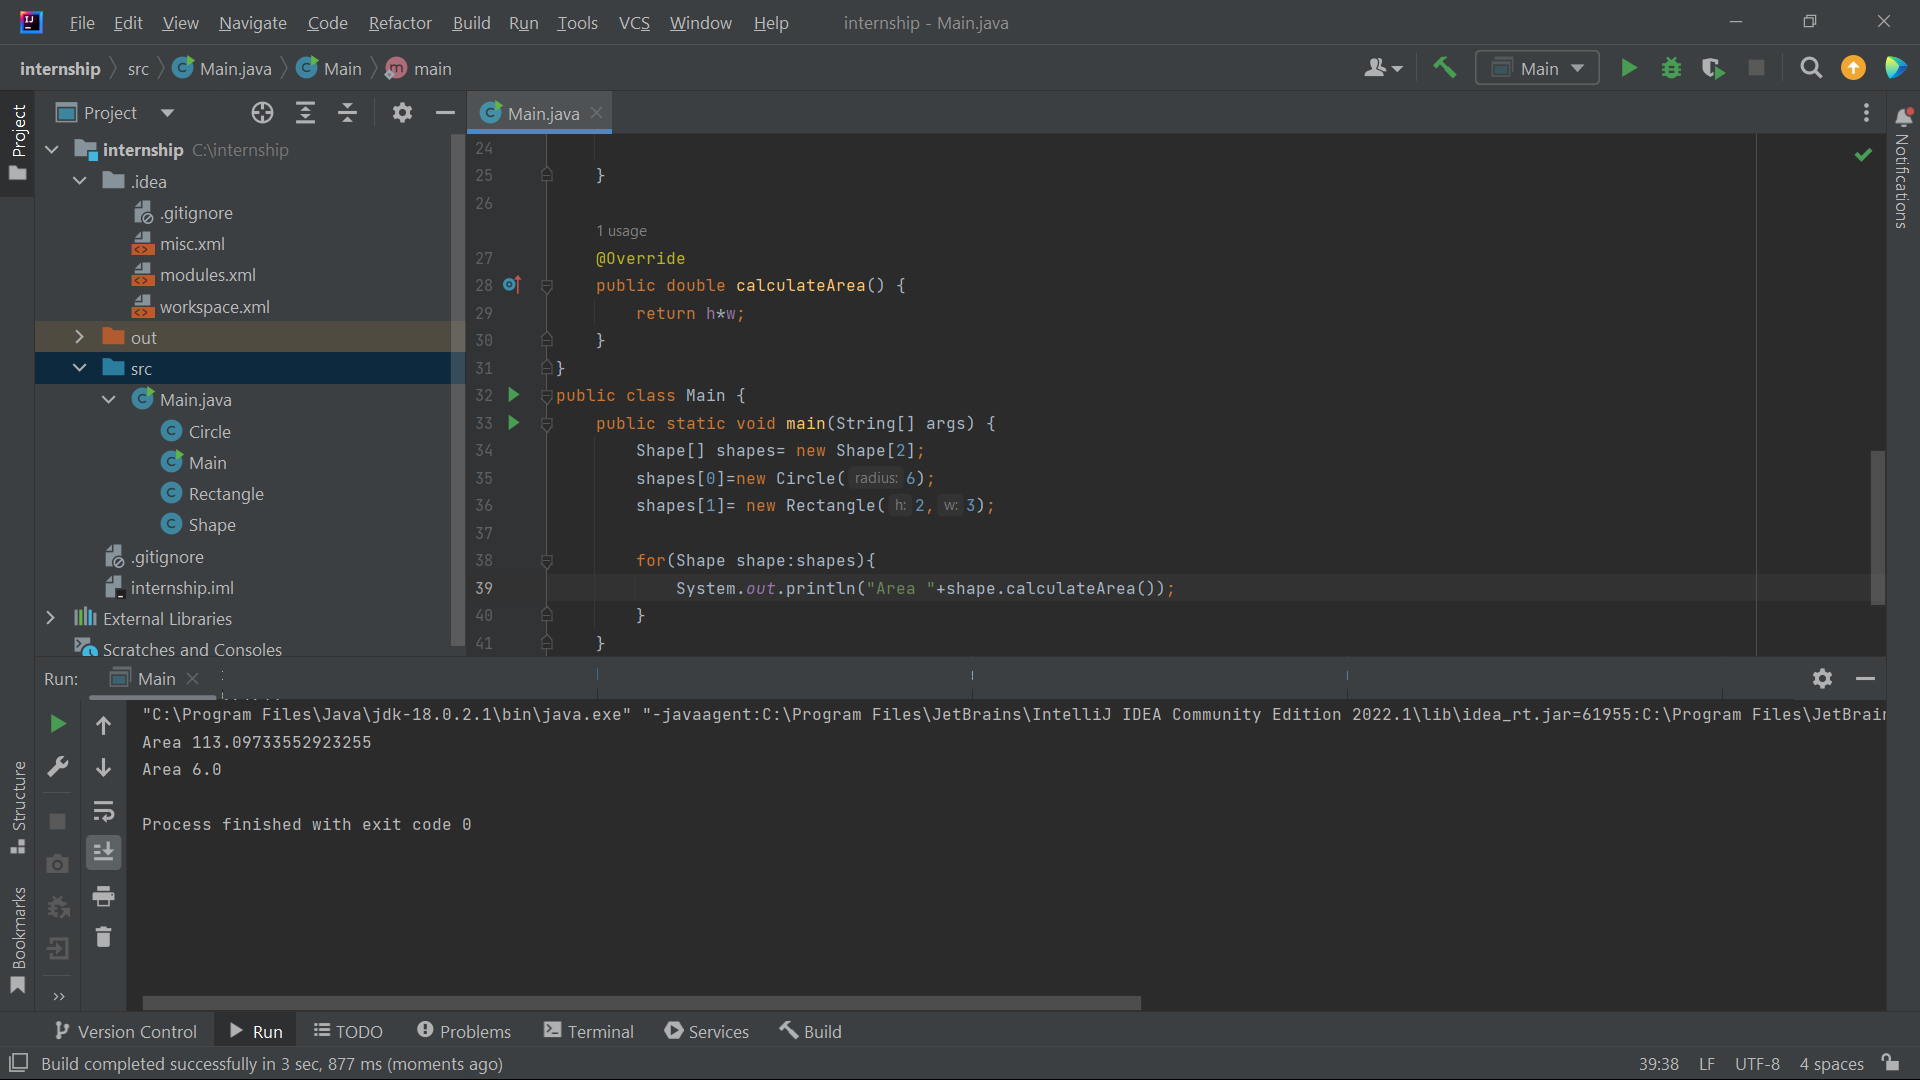 File Edit View Navigate Code Refactor Build Run Tools VCS Window Help internship - Main.java
internship src Main.java Main main Main
Project
Project
Main.java
internship C:\internship
.idea
.gitignore
misc.xml
modules.xml
workspace.xml
out
src
Main.java
Circle
Main
Rectangle
Shape
.gitignore
internship.iml
External Libraries
Scratches and Consoles
24
25 }
26
1 usage
27 @Override
28 public double calculateArea() {
29 return h*w;
30 }
31 }
32 public class Main {
33 public static void main(String[] args) {
34 Shape[] shapes= new Shape[2];
35 shapes[0]=new Circle( radius: 6);
36 shapes[1]= new Rectangle( h: 2, w: 3);
37
38 for(Shape shape:shapes){
39 System.out.println("Area "+shape.calculateArea());
40 }
41 }
Notifications
Run: Main
"C:\Program Files\Java\jdk-18.0.2.1\bin\java.exe" "-javaagent:C:\Program Files\JetBrains\IntelliJ IDEA Community Edition 2022.1\lib\idea_rt.jar=61955:C:\Program Files\JetBrain
Area 113.09733552923255
Area 6.0
Process finished with exit code 0
Structure
Bookmarks
Version Control Run TODO Problems Terminal Services Build
Build completed successfully in 3 sec, 877 ms (moments ago) 39:38 LF UTF-8 4 spaces